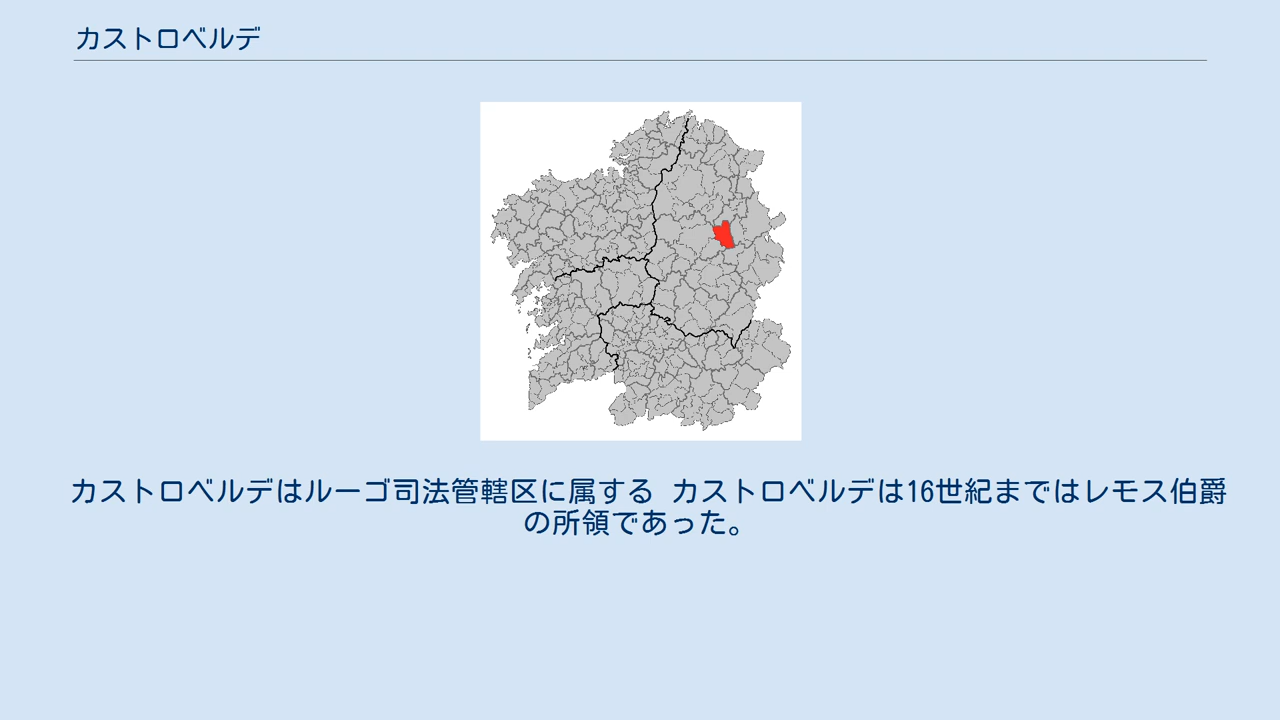 カストロベルデ
カストロベルデはルーゴ司法管轄区に属する カストロベルデは16世紀まではレモス伯爵
の所領であった。